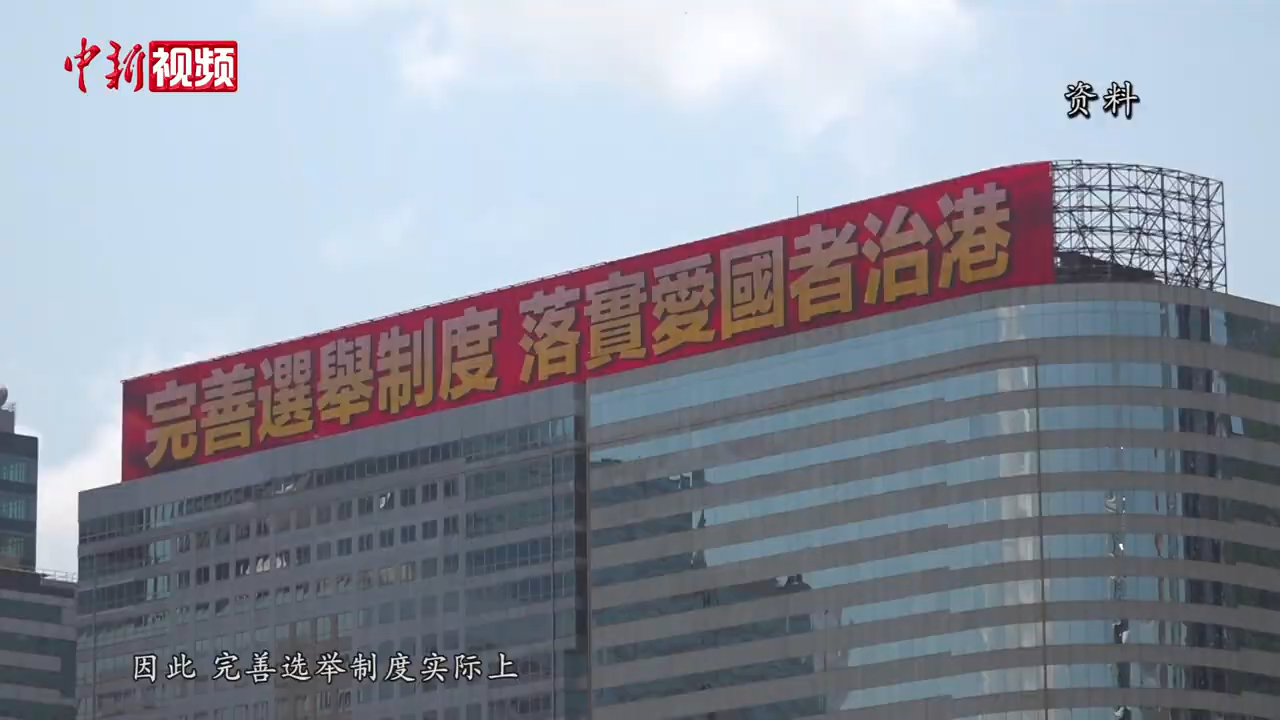 中新视频
资料
完善選舉制度 落實愛國者治港
因此 完善选举制度实际上